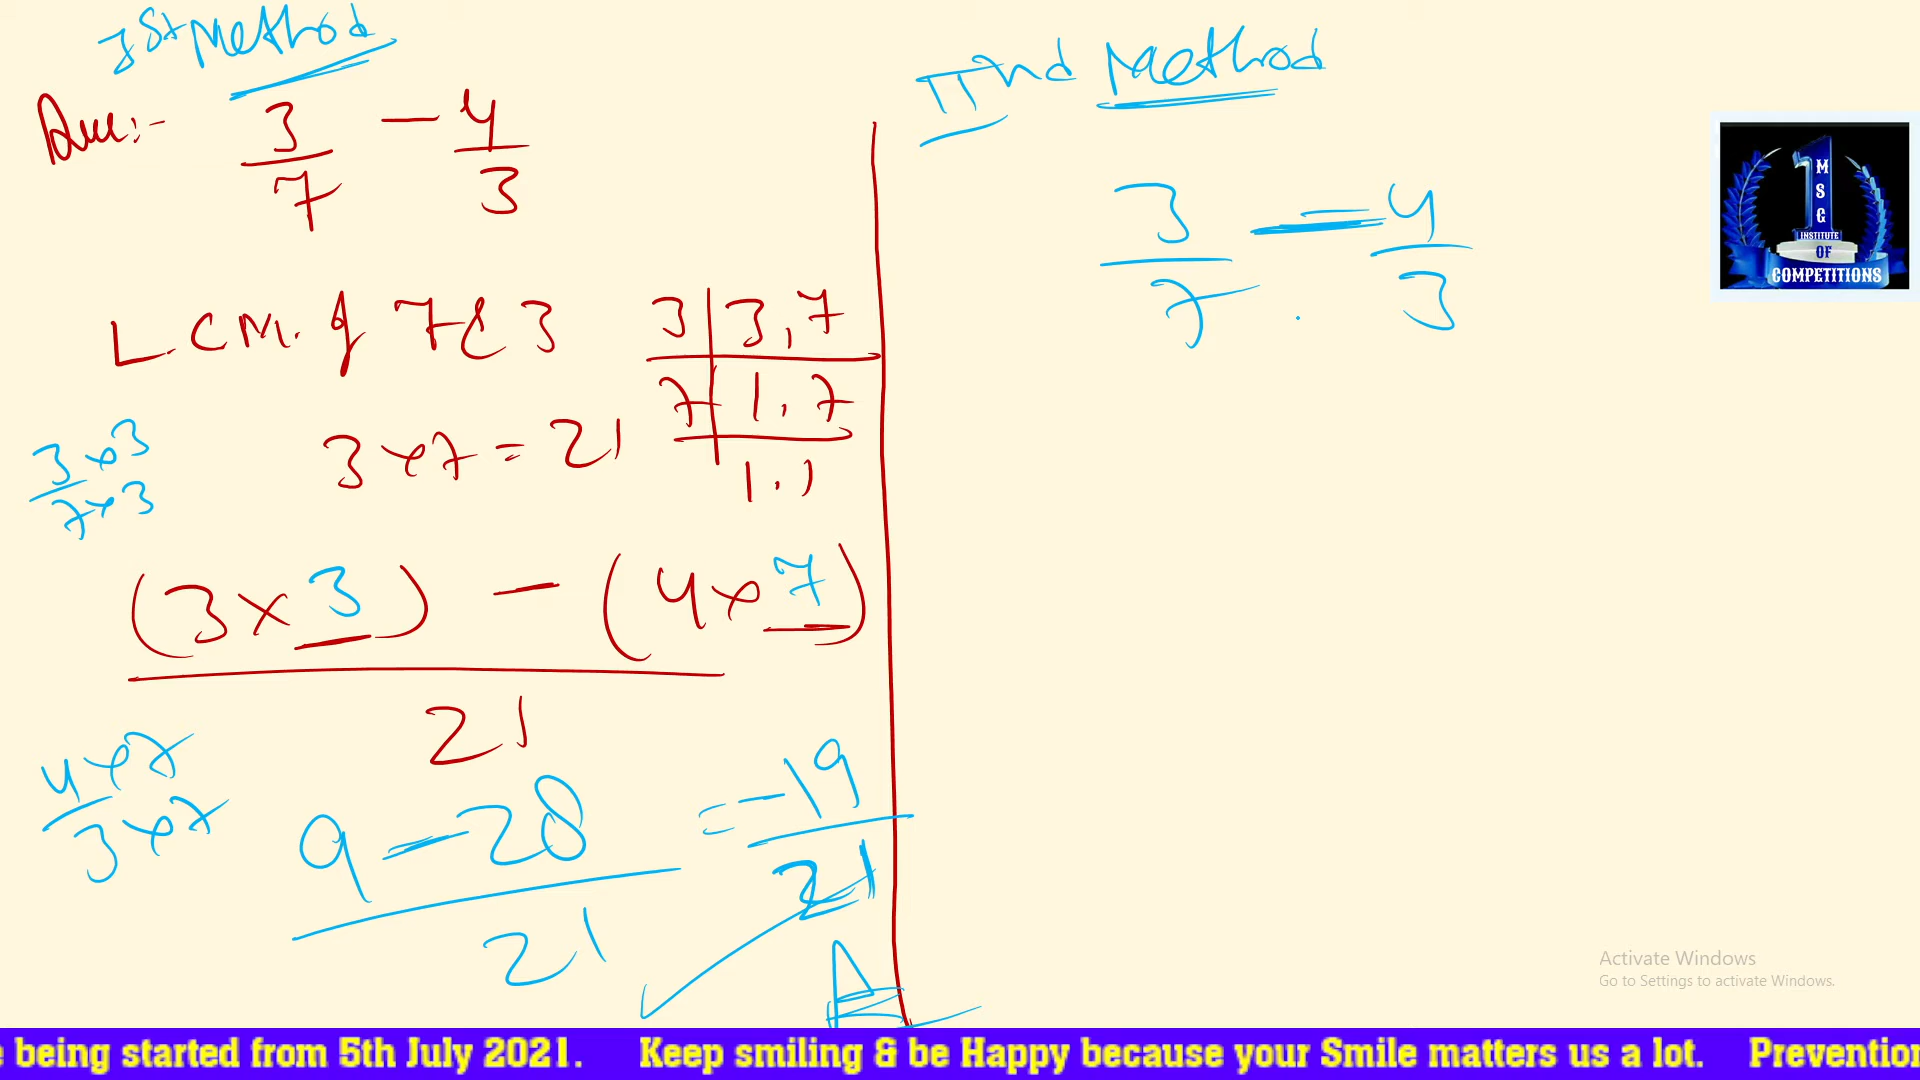 Ist Method
Que:- 3/7 - 4/3
L.C.M. of 7 & 3
3 | 3, 7
7 | 1, 7
1, 1
3 × 7 = 21
3×3/7×3
(3 × 3) - (4 × 7)
21
4×7/3×7
9 - 28/21 = -19/21
A
IInd Method
3/7 - 4/3
1
MSG
INSTITUTE
OF
COMPETITIONS
Activate Windows
Go to Settings to activate Windows.
being started from 5th July 2021. Keep smiling & be Happy because your Smile matters us a lot.